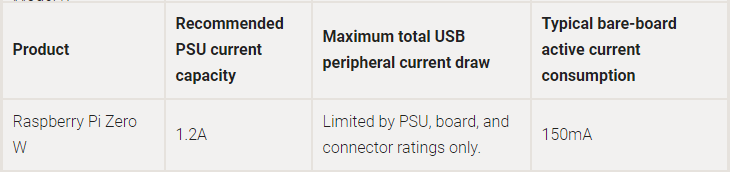 Product
Recommended
PSU current
capacity
Maximum total USB
peripheral current draw
Typical bare-board
active current
consumption
Raspberry Pi Zero
W
1.2A
Limited by PSU, board, and
connector ratings only.
150mA